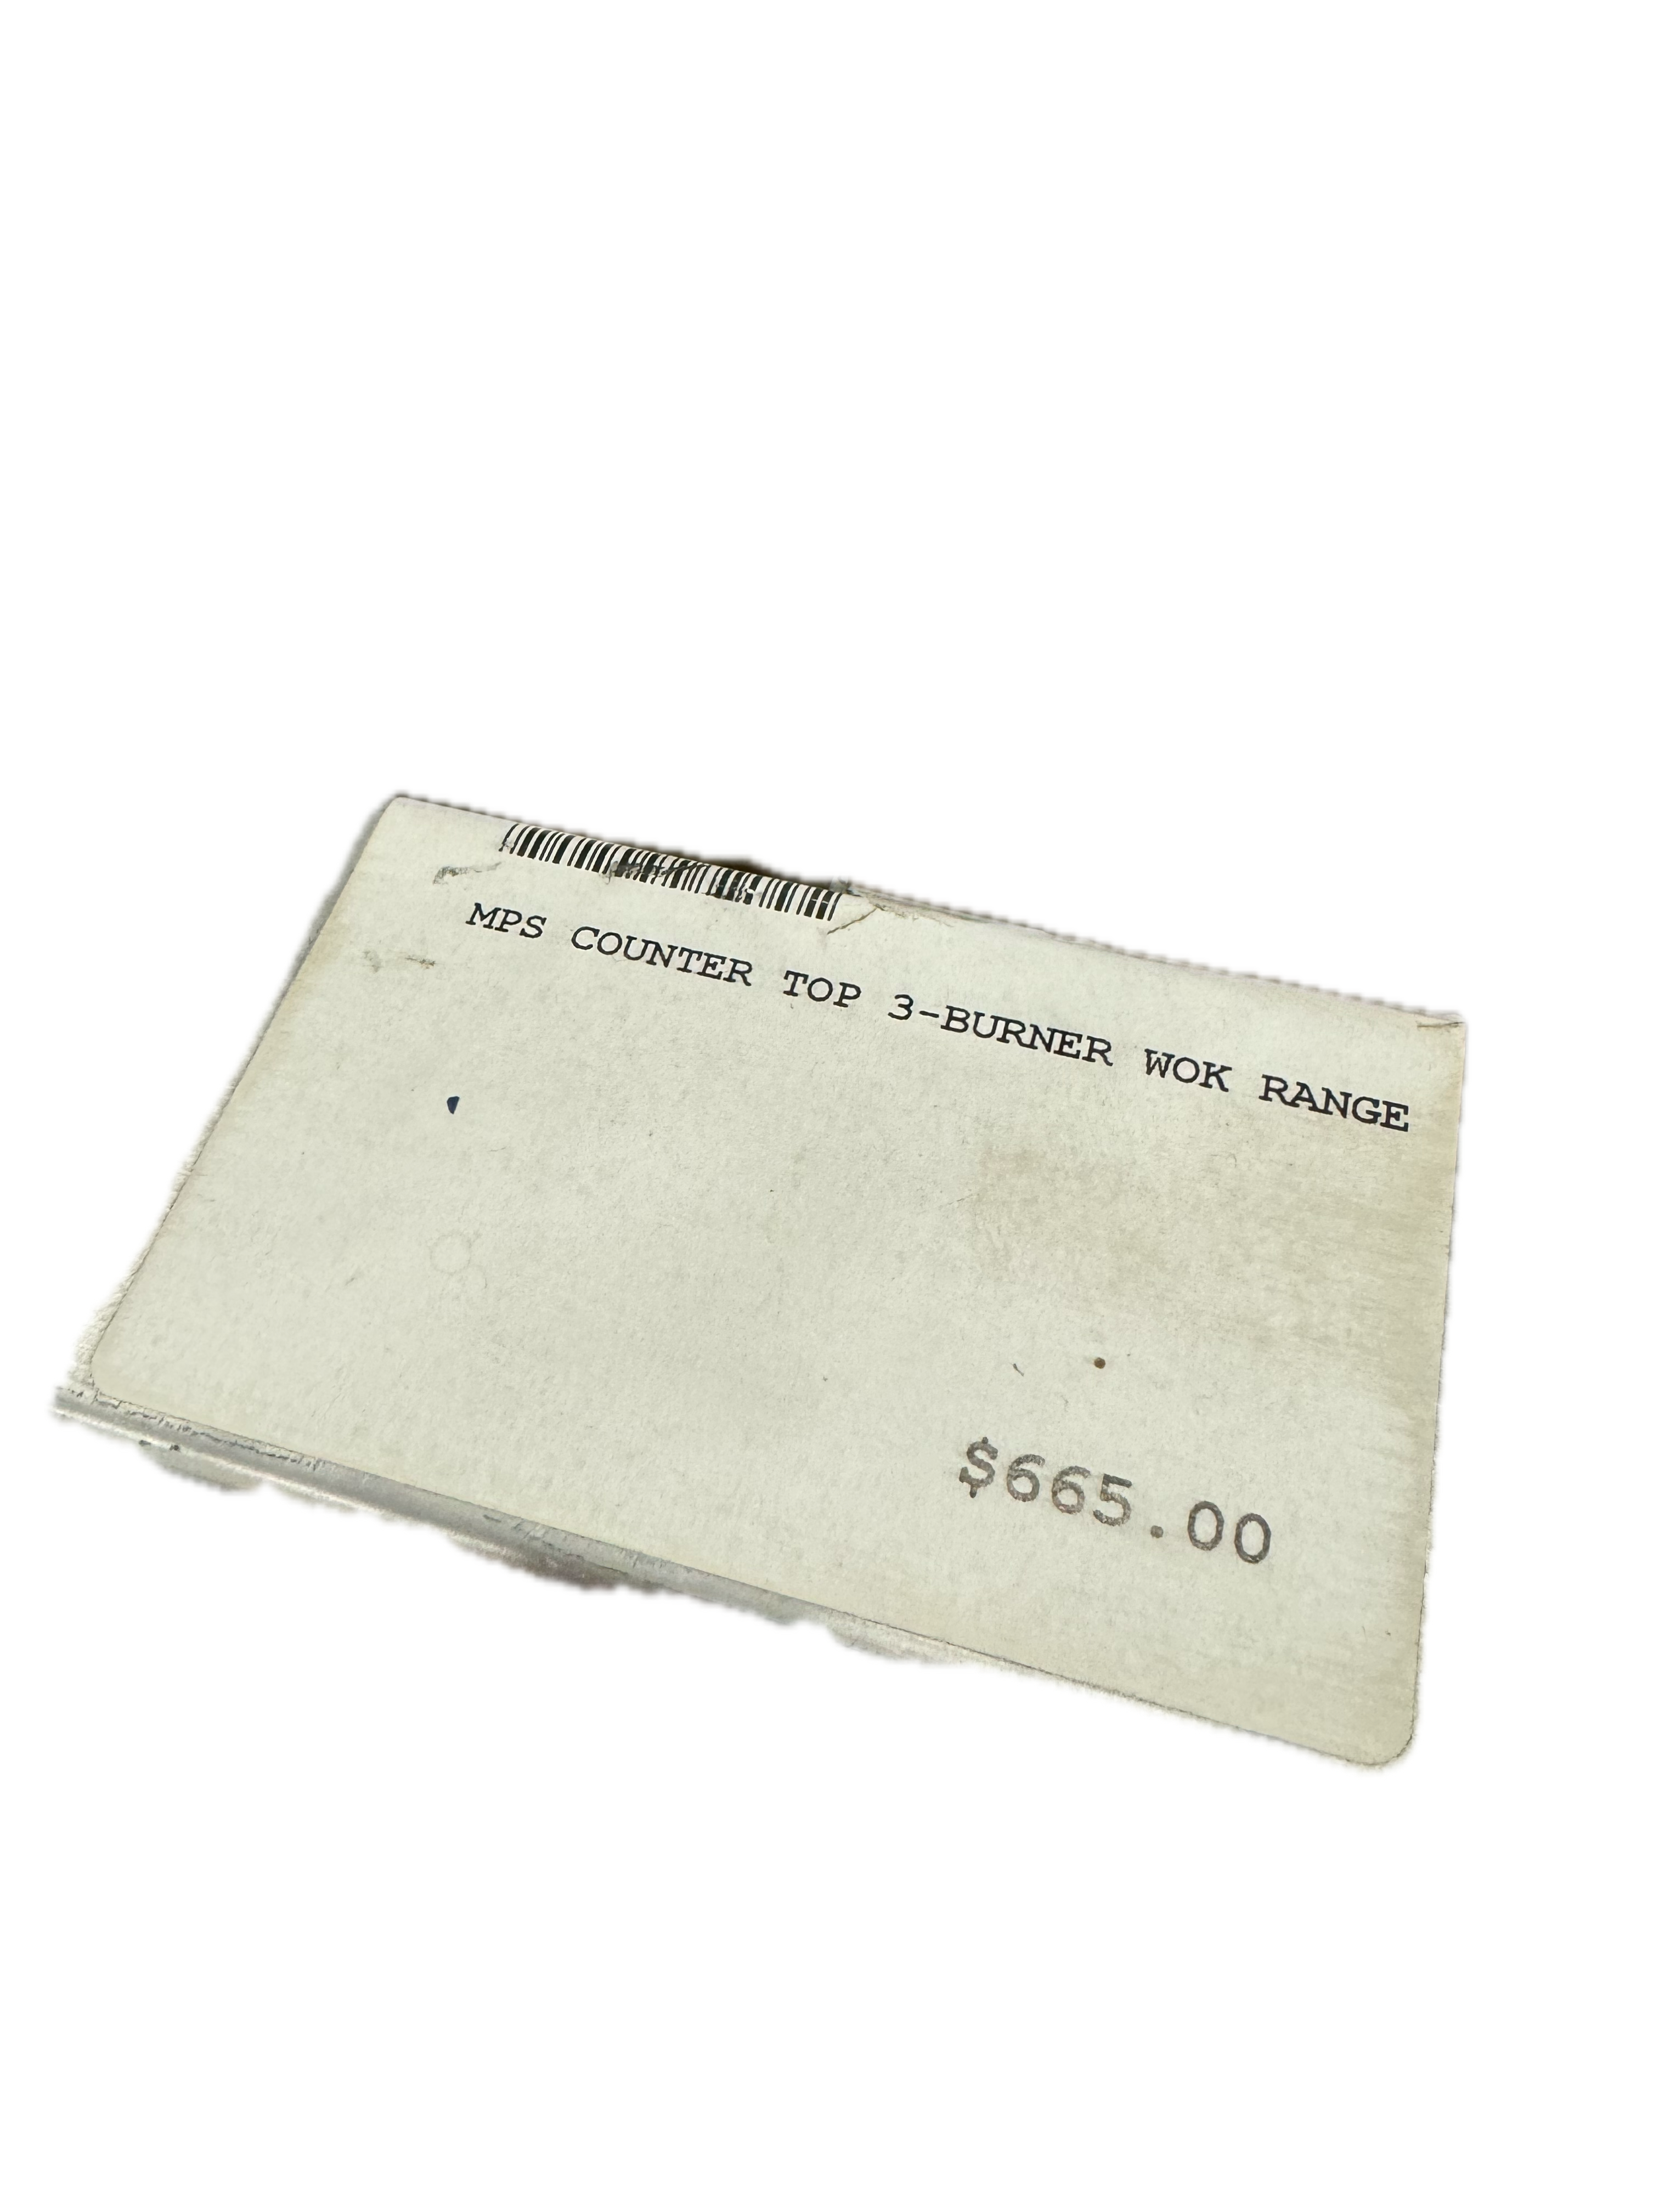 MPS COUNTER TOP 3-BURNER WOK RANGE
$665.00